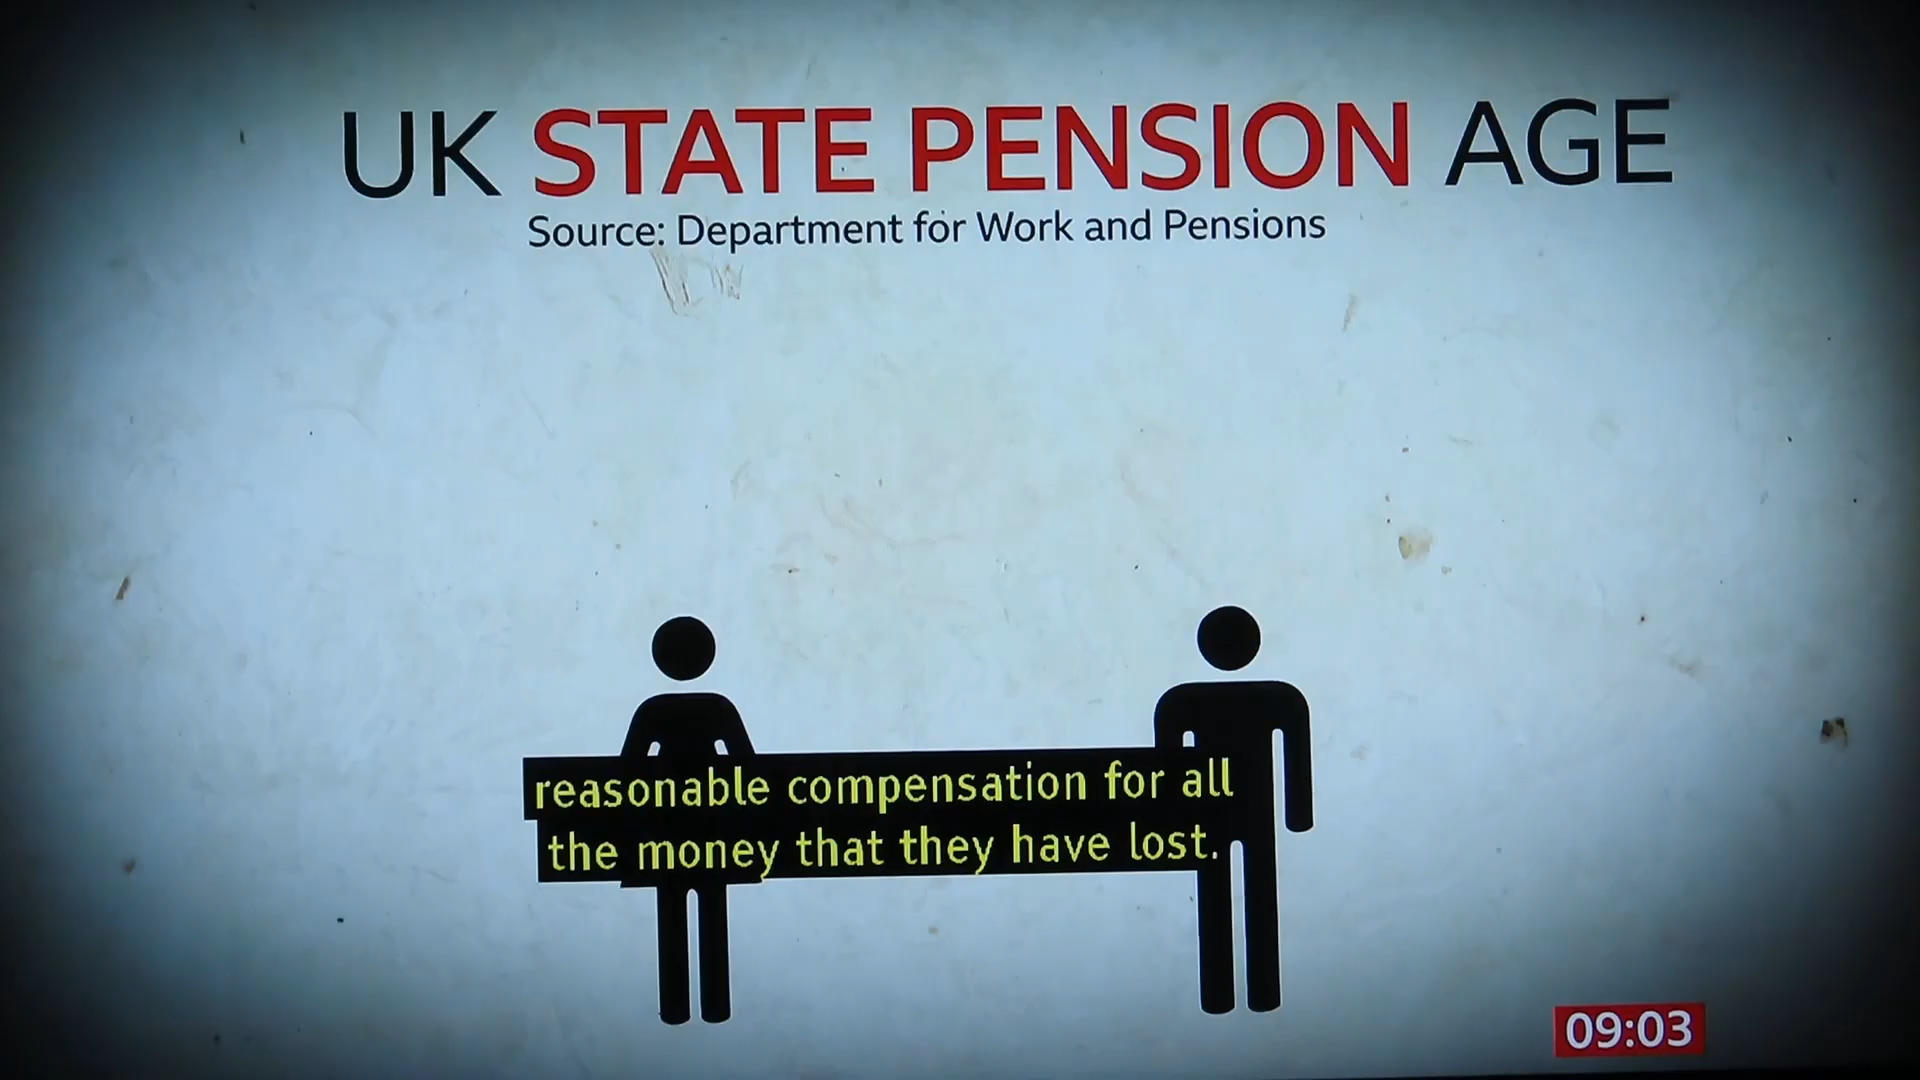 UK STATE PENSION AGE
Source: Department for Work and Pensions
reasonable compensation for all
the money that they have lost.
09:03